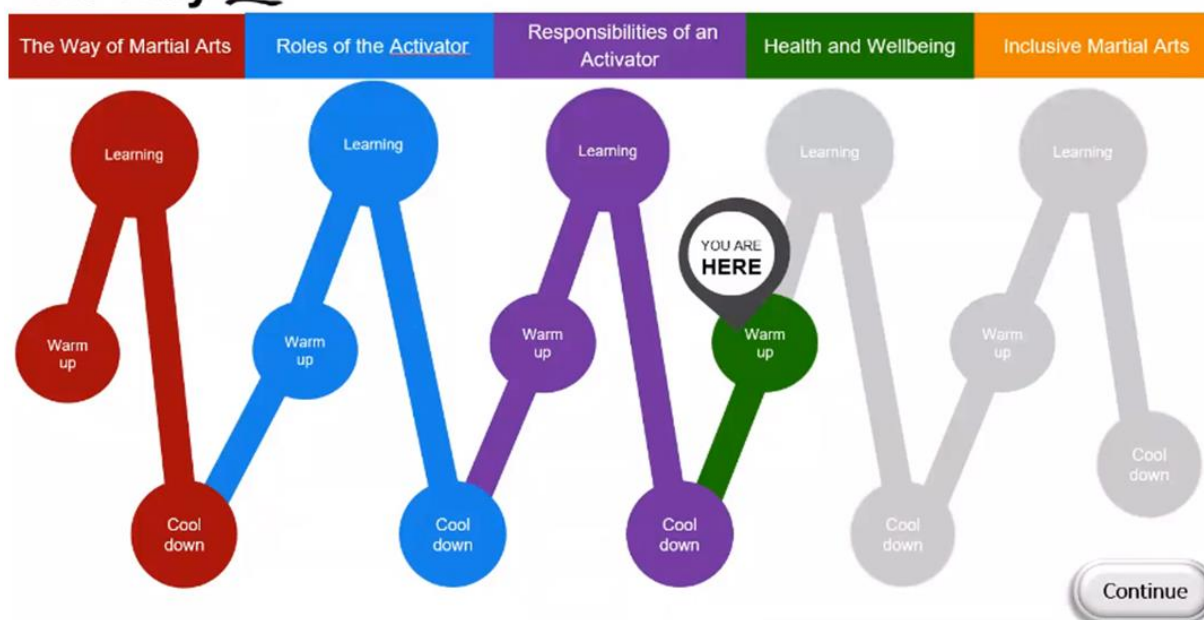 The Way of Martial Arts
Roles of the Activator
Responsibilities of an
Activator
Health and Wellbeing
Inclusive Martial Arts
Learning
Learning
Learning
Learning
Learning
YOU ARE
HERE
Warm
up
Warm
up
Warm
up
Warm
up
Warm
up
Cool
down
Cool
down
Cool
down
Cool
down
Cool
down
Continue